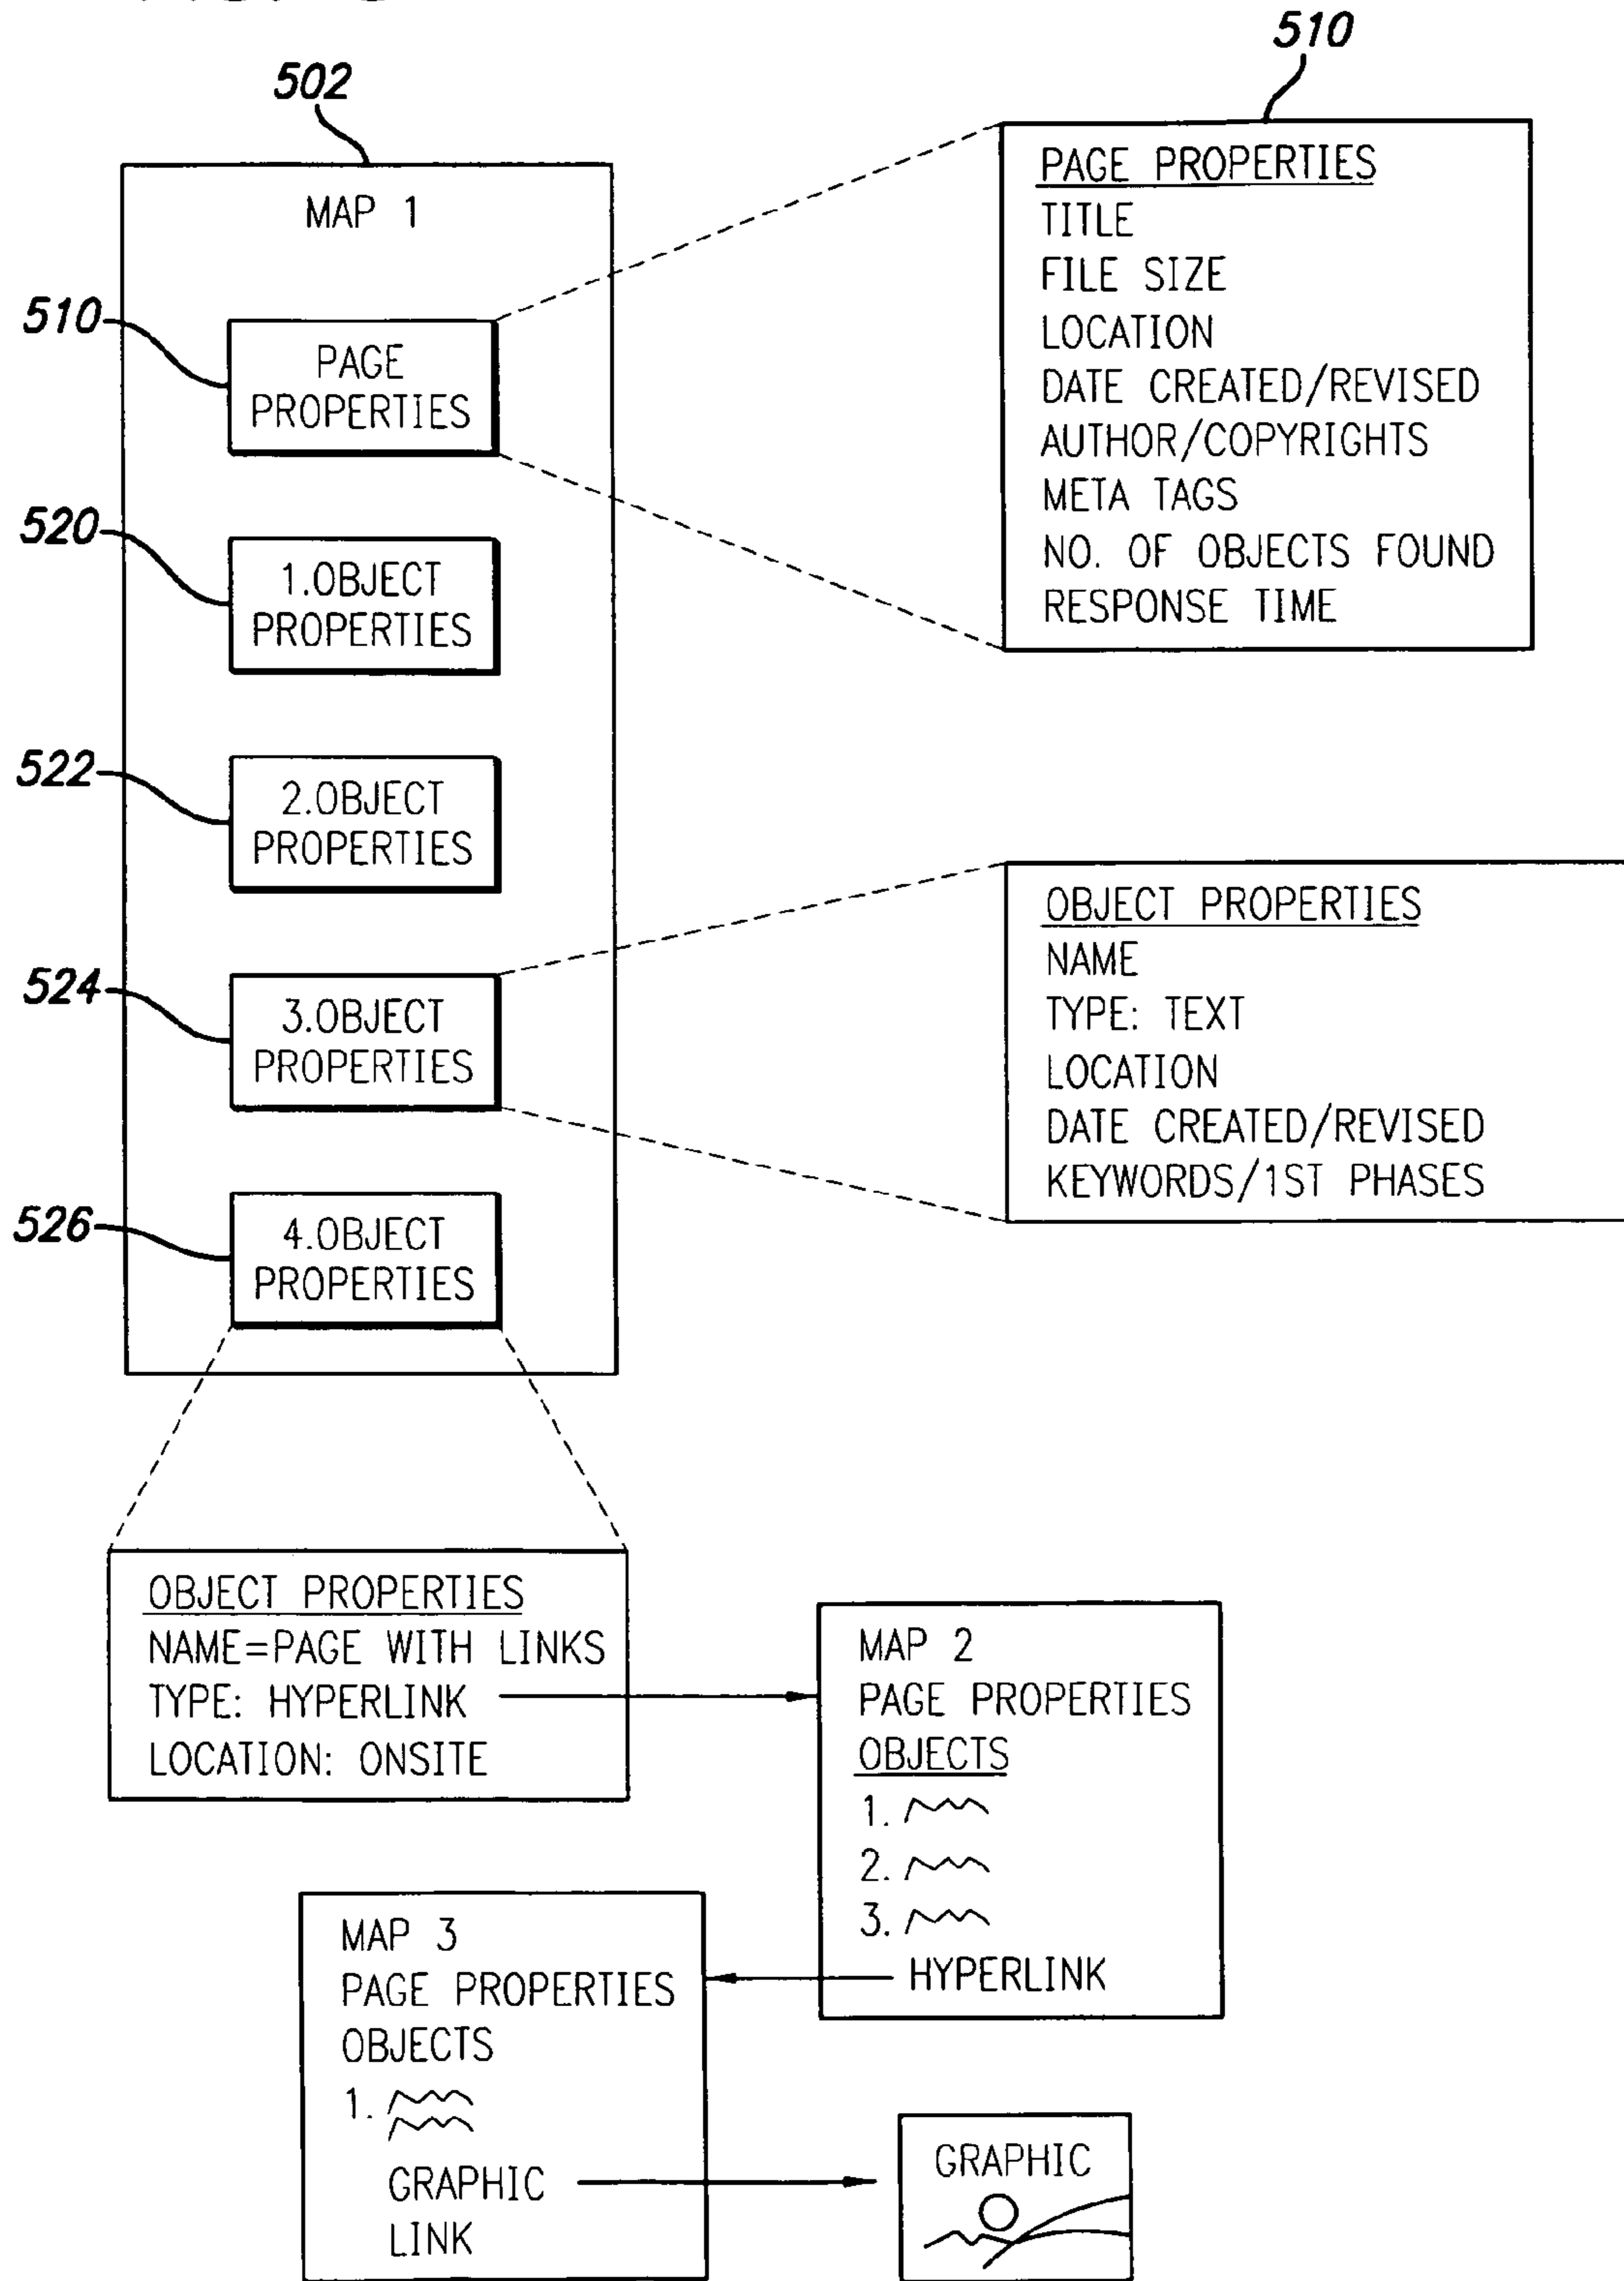 502
MAP 1
510
PAGE
PROPERTIES
520
1.OBJECT
PROPERTIES
522
2.OBJECT
PROPERTIES
524
3.OBJECT
PROPERTIES
526
4.OBJECT
PROPERTIES
510
PAGE PROPERTIES
TITLE
FILE SIZE
LOCATION
DATE CREATED/REVISED
AUTHOR/COPYRIGHTS
META TAGS
NO. OF OBJECTS FOUND
RESPONSE TIME
OBJECT PROPERTIES
NAME
TYPE: TEXT
LOCATION
DATE CREATED/REVISED
KEYWORDS/1ST PHASES
OBJECT PROPERTIES
NAME=PAGE WITH LINKS
TYPE: HYPERLINK
LOCATION: ONSITE
MAP 2
PAGE PROPERTIES
OBJECTS
1.
2.
3.
HYPERLINK
MAP 3
PAGE PROPERTIES
OBJECTS
1.
GRAPHIC
LINK
GRAPHIC